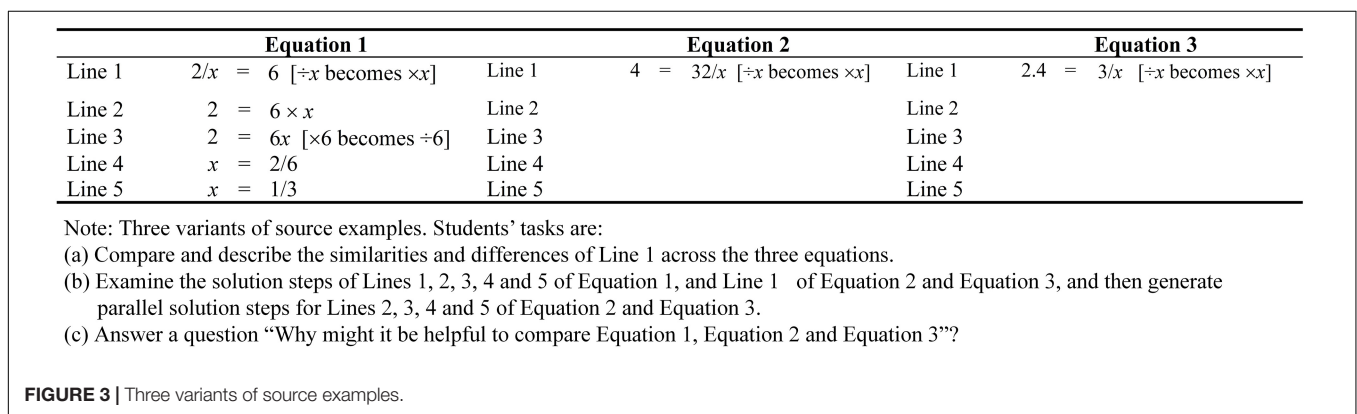 Equation 1 Equation 2 Equation 3
Line 1 2/x = 6 [÷x becomes ×x] Line 1 4 = 32/x [÷x becomes ×x] Line 1 2.4 = 3/x [÷x becomes ×x]
Line 2 2 = 6 × x Line 2 Line 2
Line 3 2 = 6x [×6 becomes ÷6] Line 3 Line 3
Line 4 x = 2/6 Line 4 Line 4
Line 5 x = 1/3 Line 5 Line 5
Note: Three variants of source examples. Students' tasks are:
(a) Compare and describe the similarities and differences of Line 1 across the three equations.
(b) Examine the solution steps of Lines 1, 2, 3, 4 and 5 of Equation 1, and Line 1 of Equation 2 and Equation 3, and then generate
parallel solution steps for Lines 2, 3, 4 and 5 of Equation 2 and Equation 3.
(c) Answer a question “Why might it be helpful to compare Equation 1, Equation 2 and Equation 3”?
FIGURE 3 | Three variants of source examples.